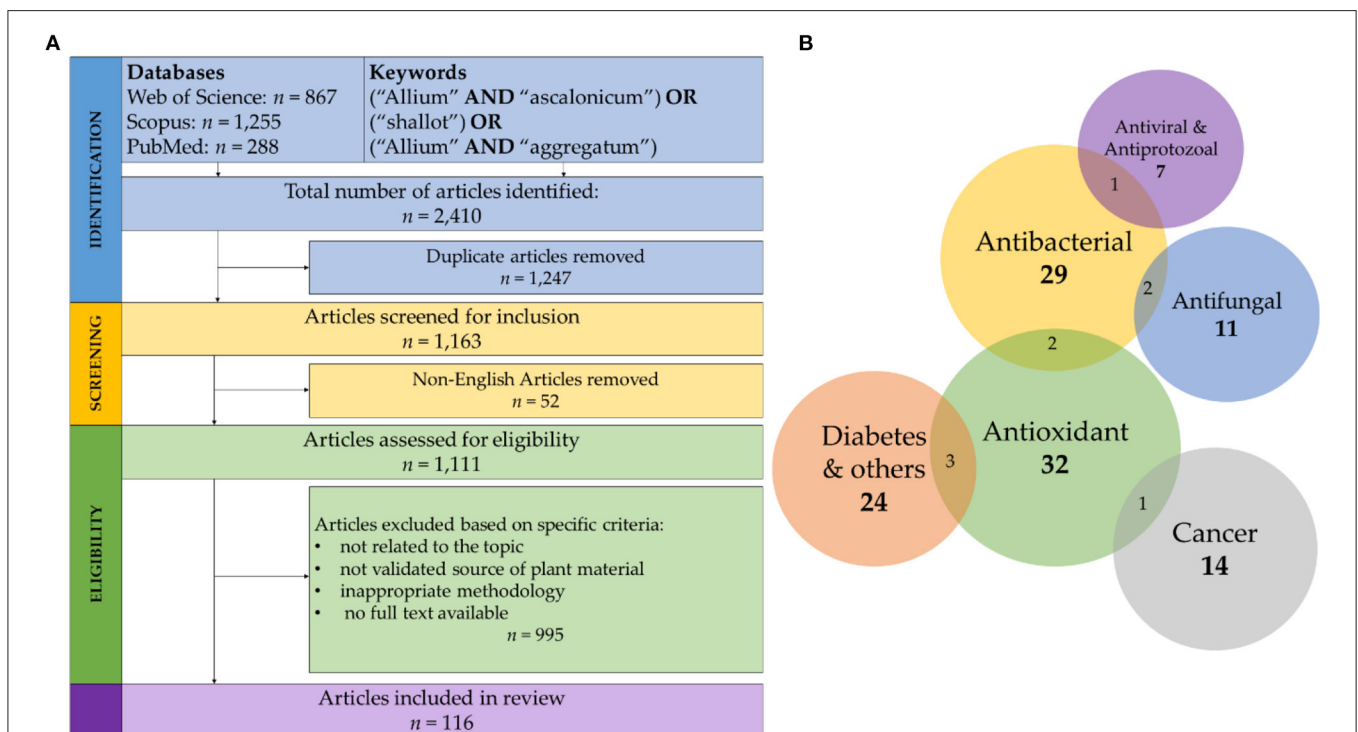 A
IDENTIFICATION
Databases
Web of Science: n = 867
Scopus: n = 1,255
PubMed: n = 288
Keywords
(“Allium” AND “ascalonicum”) OR
(“shallot”) OR
(“Allium” AND “aggregatum”)
Total number of articles identified:
n = 2,410
Duplicate articles removed
n = 1,247
SCREENING
Articles screened for inclusion
n = 1,163
Non-English Articles removed
n = 52
ELIGIBILITY
Articles assessed for eligibility
n = 1,111
Articles excluded based on specific criteria:
• not related to the topic
• not validated source of plant material
• inappropriate methodology
• no full text available
n = 995
Articles included in review
n = 116
B
Antiviral &
Antiprotozoal
7
1
Antibacterial
29
2
Antifungal
11
2
Diabetes
& others
24
3
Antioxidant
32
1
Cancer
14